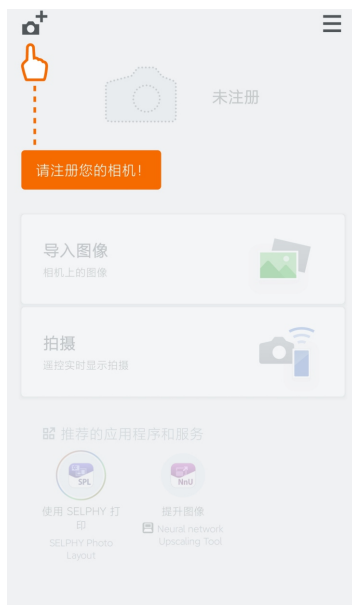 未注册
请注册您的相机!
导入图像
相机上的图像
拍摄
遥控实时显示拍摄
推荐的应用程序和服务
SPL
NoU
使用 SELPHY 打
印
SELPHY Photo
Layout
提升图像
Neural network
Upscaling Tool